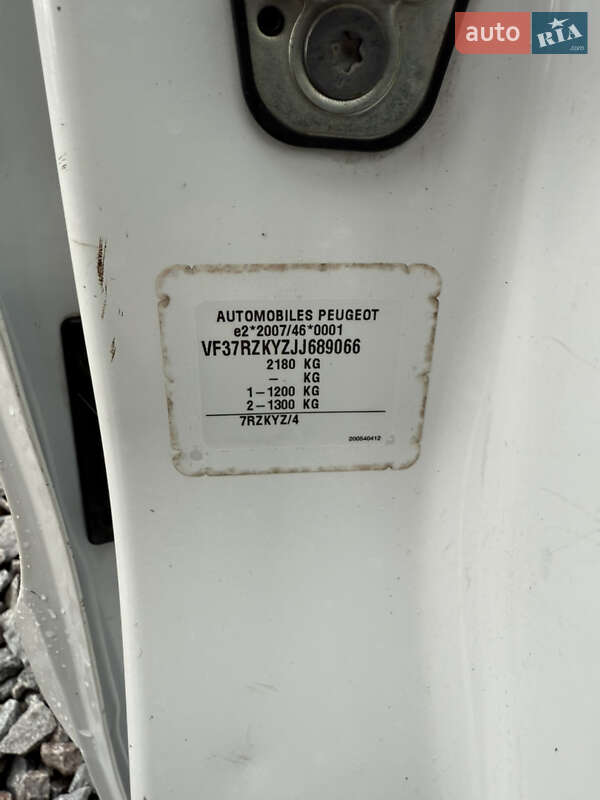 auto RIA .com
AUTOMOBILES PEUGEOT
e2*2007/46*0001
VF37RZKYZJJ689066
2180 KG
– KG
1–1200 KG
2–1300 KG
7RZKYZ/4
200540412